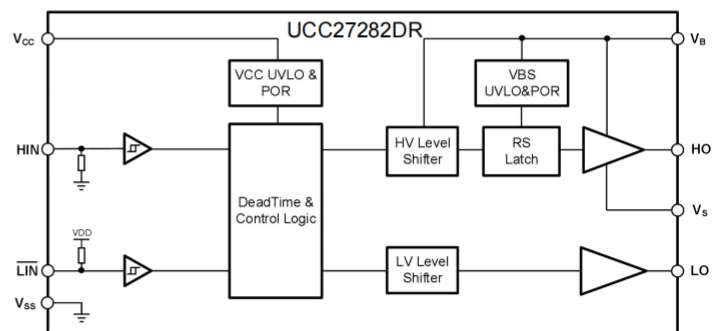 UCC27282DR
VCC
VB
VCC UVLO &
POR
VBS
UVLO&POR
HIN
HV Level
Shifter
RS
Latch
HO
DeadTime &
Control Logic
VS
VDD
LIN
LV Level
Shifter
LO
VSS